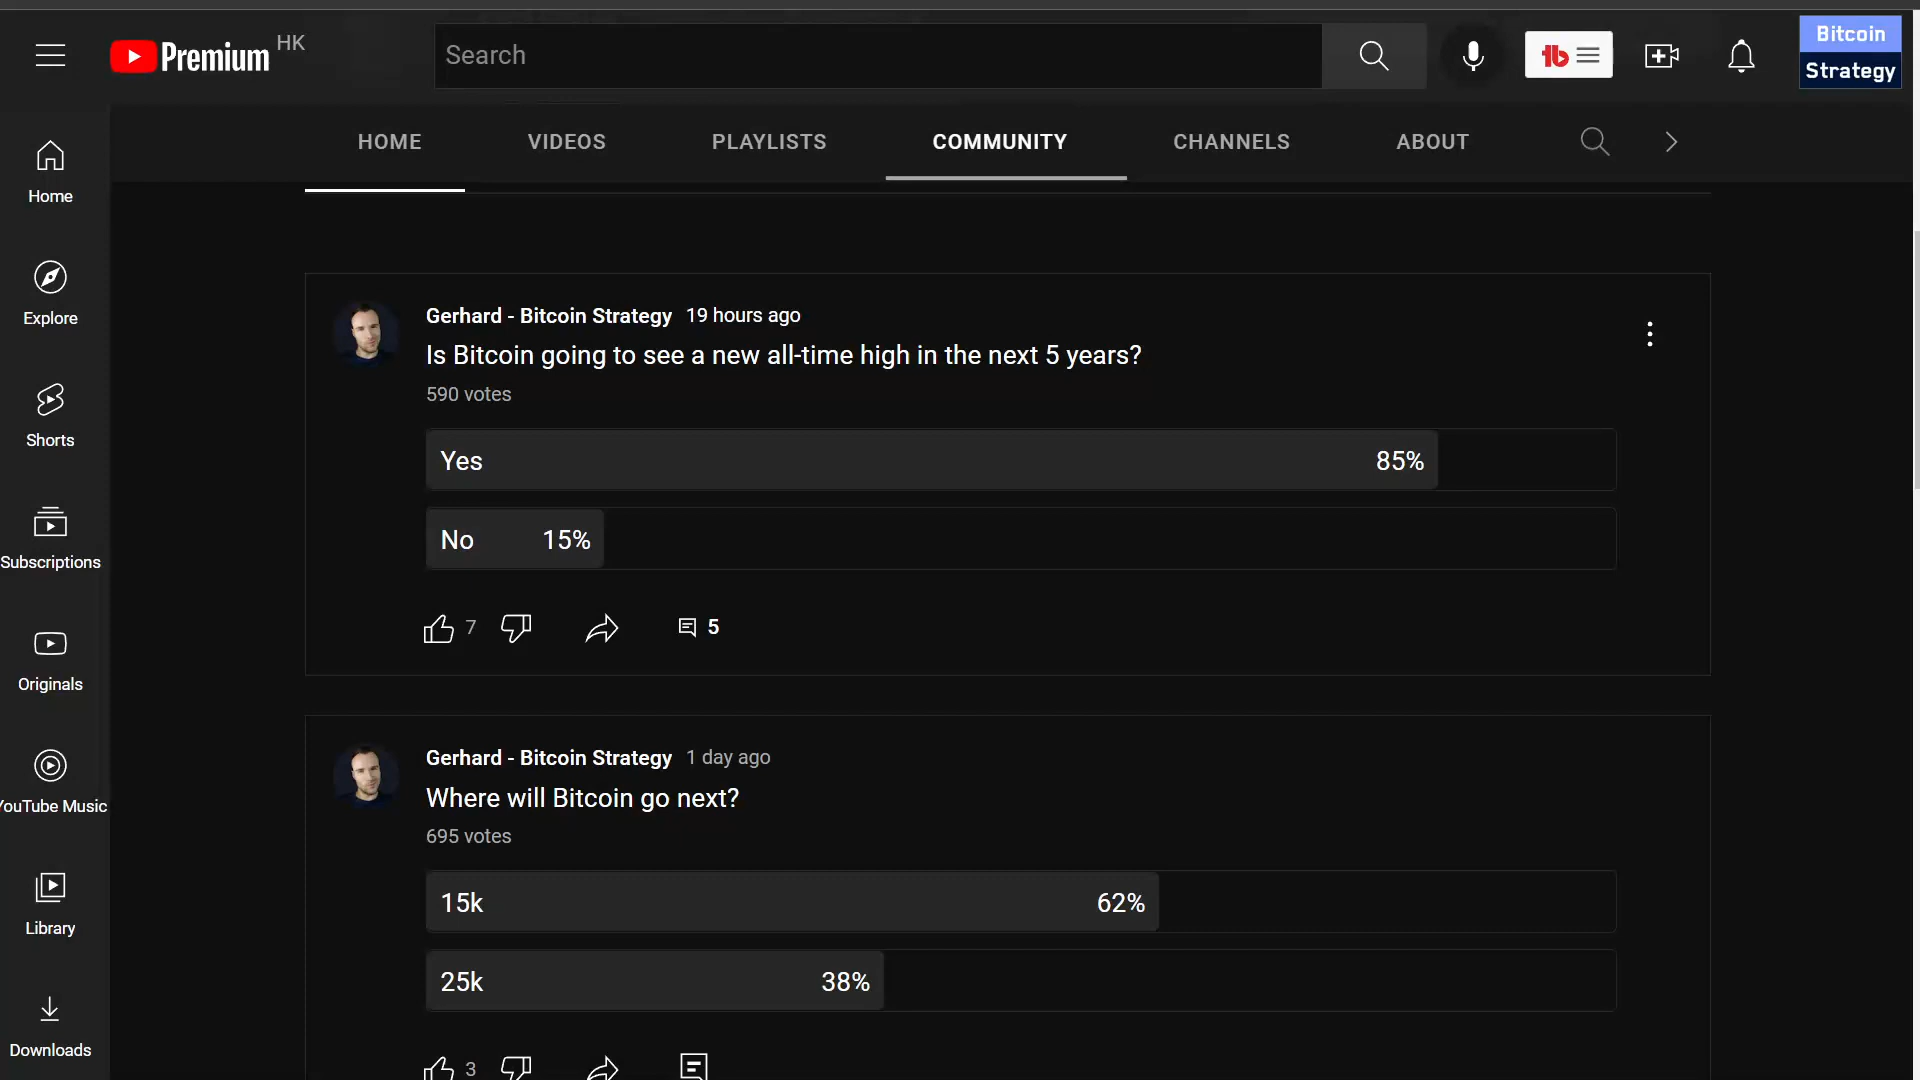 Premium HK
Search
Bitcoin
Strategy
HOME VIDEOS PLAYLISTS COMMUNITY CHANNELS ABOUT
Home
Explore
Shorts
Subscriptions
Originals
YouTube Music
Library
Downloads
Gerhard - Bitcoin Strategy 19 hours ago
Is Bitcoin going to see a new all-time high in the next 5 years?
590 votes
Yes 85%
No 15%
7 5
Gerhard - Bitcoin Strategy 1 day ago
Where will Bitcoin go next?
695 votes
15k 62%
25k 38%
3